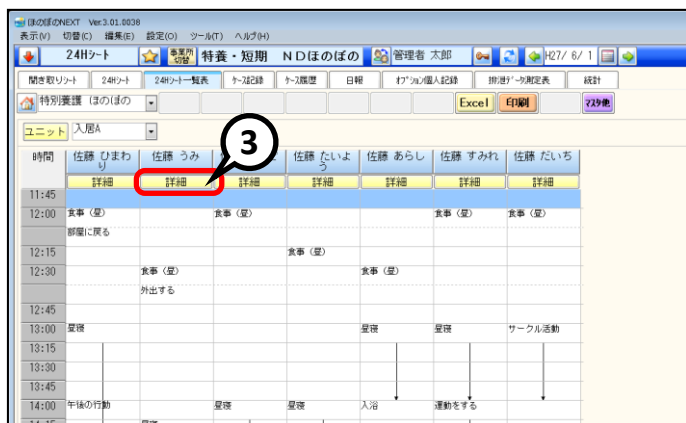 ほのぼのNEXT Ver.3.01.0038
表示(V) 切替(C) 編集(E) 設定(O) ツール(T) ヘルプ(H)
24Hシート 事業所切替 特養・短期 NDほのぼの 管理者 太郎 H27/ 6/ 1
聞き取りシート 24Hシート 24Hシート一覧表 ケース記録 ケース履歴 日報 オプション個人記録 排泄データ測定表 統計
特別養護 ほのぼの Excel 印刷 マスタ他
ユニット 入居A
3
時間 佐藤 ひまわり 佐藤 うみ 佐藤 たいよう 佐藤 あらし 佐藤 すみれ 佐藤 だいち
詳細 詳細 詳細 詳細 詳細 詳細 詳細
11:45
12:00 食事（昼） 食事（昼） 食事（昼） 食事（昼）
部屋に戻る
12:15 食事（昼）
12:30 食事（昼） 食事（昼）
外出する
12:45
13:00 昼寝 昼寝 昼寝 サークル活動
13:15
13:30
13:45
14:00 午後の行動 昼寝 昼寝 入浴 運動をする